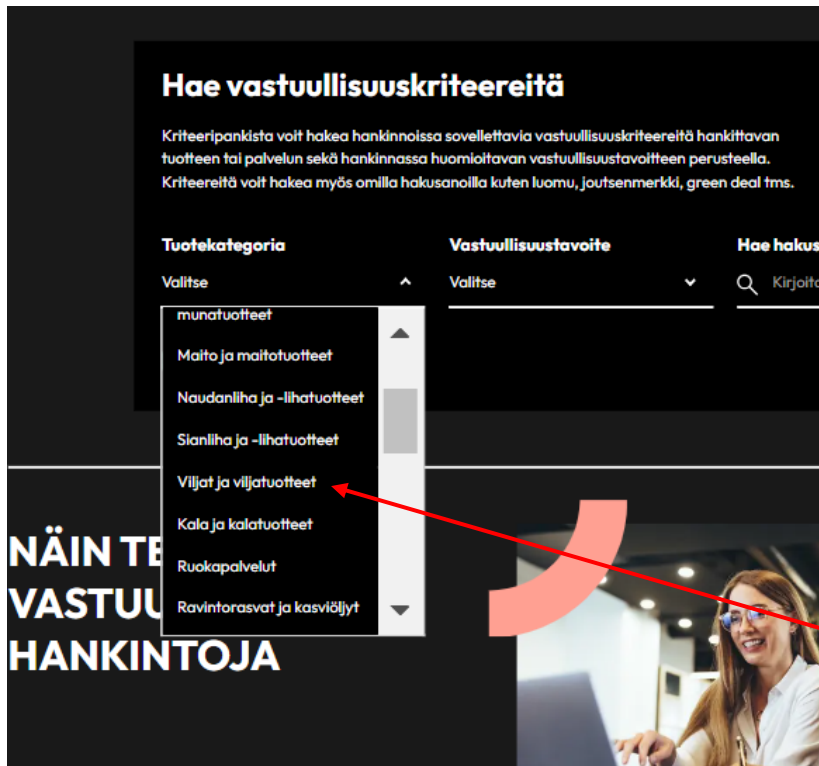 Hae vastuullisuuskriteereitä
Kriteeripankista voit hakea hankinnoissa sovellettavia vastuullisuuskriteereitä hankittavan
tuotteen tai palvelun sekä hankinnassa huomioitavan vastuullisuustavoitteen perusteella.
Kriteereitä voit hakea myös omilla hakusanoilla kuten luomu, joutsenmerkki, green deal tms.
Tuotekategoria
Valitse
munatuotteet
Maito ja maitotuotteet
Naudanliha ja -lihatuotteet
Sianliha ja -lihatuotteet
Viljat ja viljatuotteet
Kala ja kalatuotteet
Ruokapalvelut
Ravintorasvat ja kasviöljyt
Vastuullisuustavoite
Valitse
Hae hakus
Kirjoita
NÄIN TE
VASTUU
HANKINTOJA